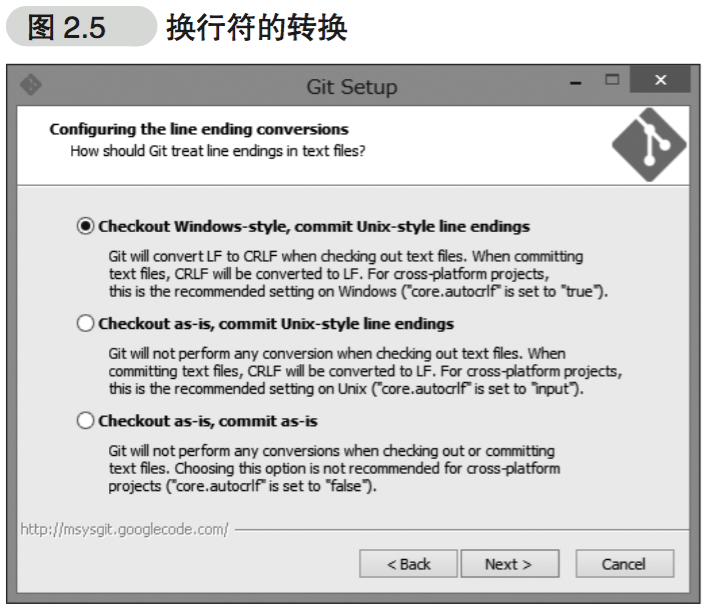 图 2.5 换行符的转换
Git Setup
Configuring the line ending conversions
How should Git treat line endings in text files?
Checkout Windows-style, commit Unix-style line endings
Git will convert LF to CRLF when checking out text files. When committing
text files, CRLF will be converted to LF. For cross-platform projects,
this is the recommended setting on Windows ("core.autocrlf" is set to "true").
Checkout as-is, commit Unix-style line endings
Git will not perform any conversion when checking out text files. When
committing text files, CRLF will be converted to LF. For cross-platform projects,
this is the recommended setting on Unix ("core.autocrlf" is set to "input").
Checkout as-is, commit as-is
Git will not perform any conversions when checking out or committing
text files. Choosing this option is not recommended for cross-platform
projects ("core.autocrlf" is set to "false").
http://msysgit.googlecode.com/
< Back Next > Cancel